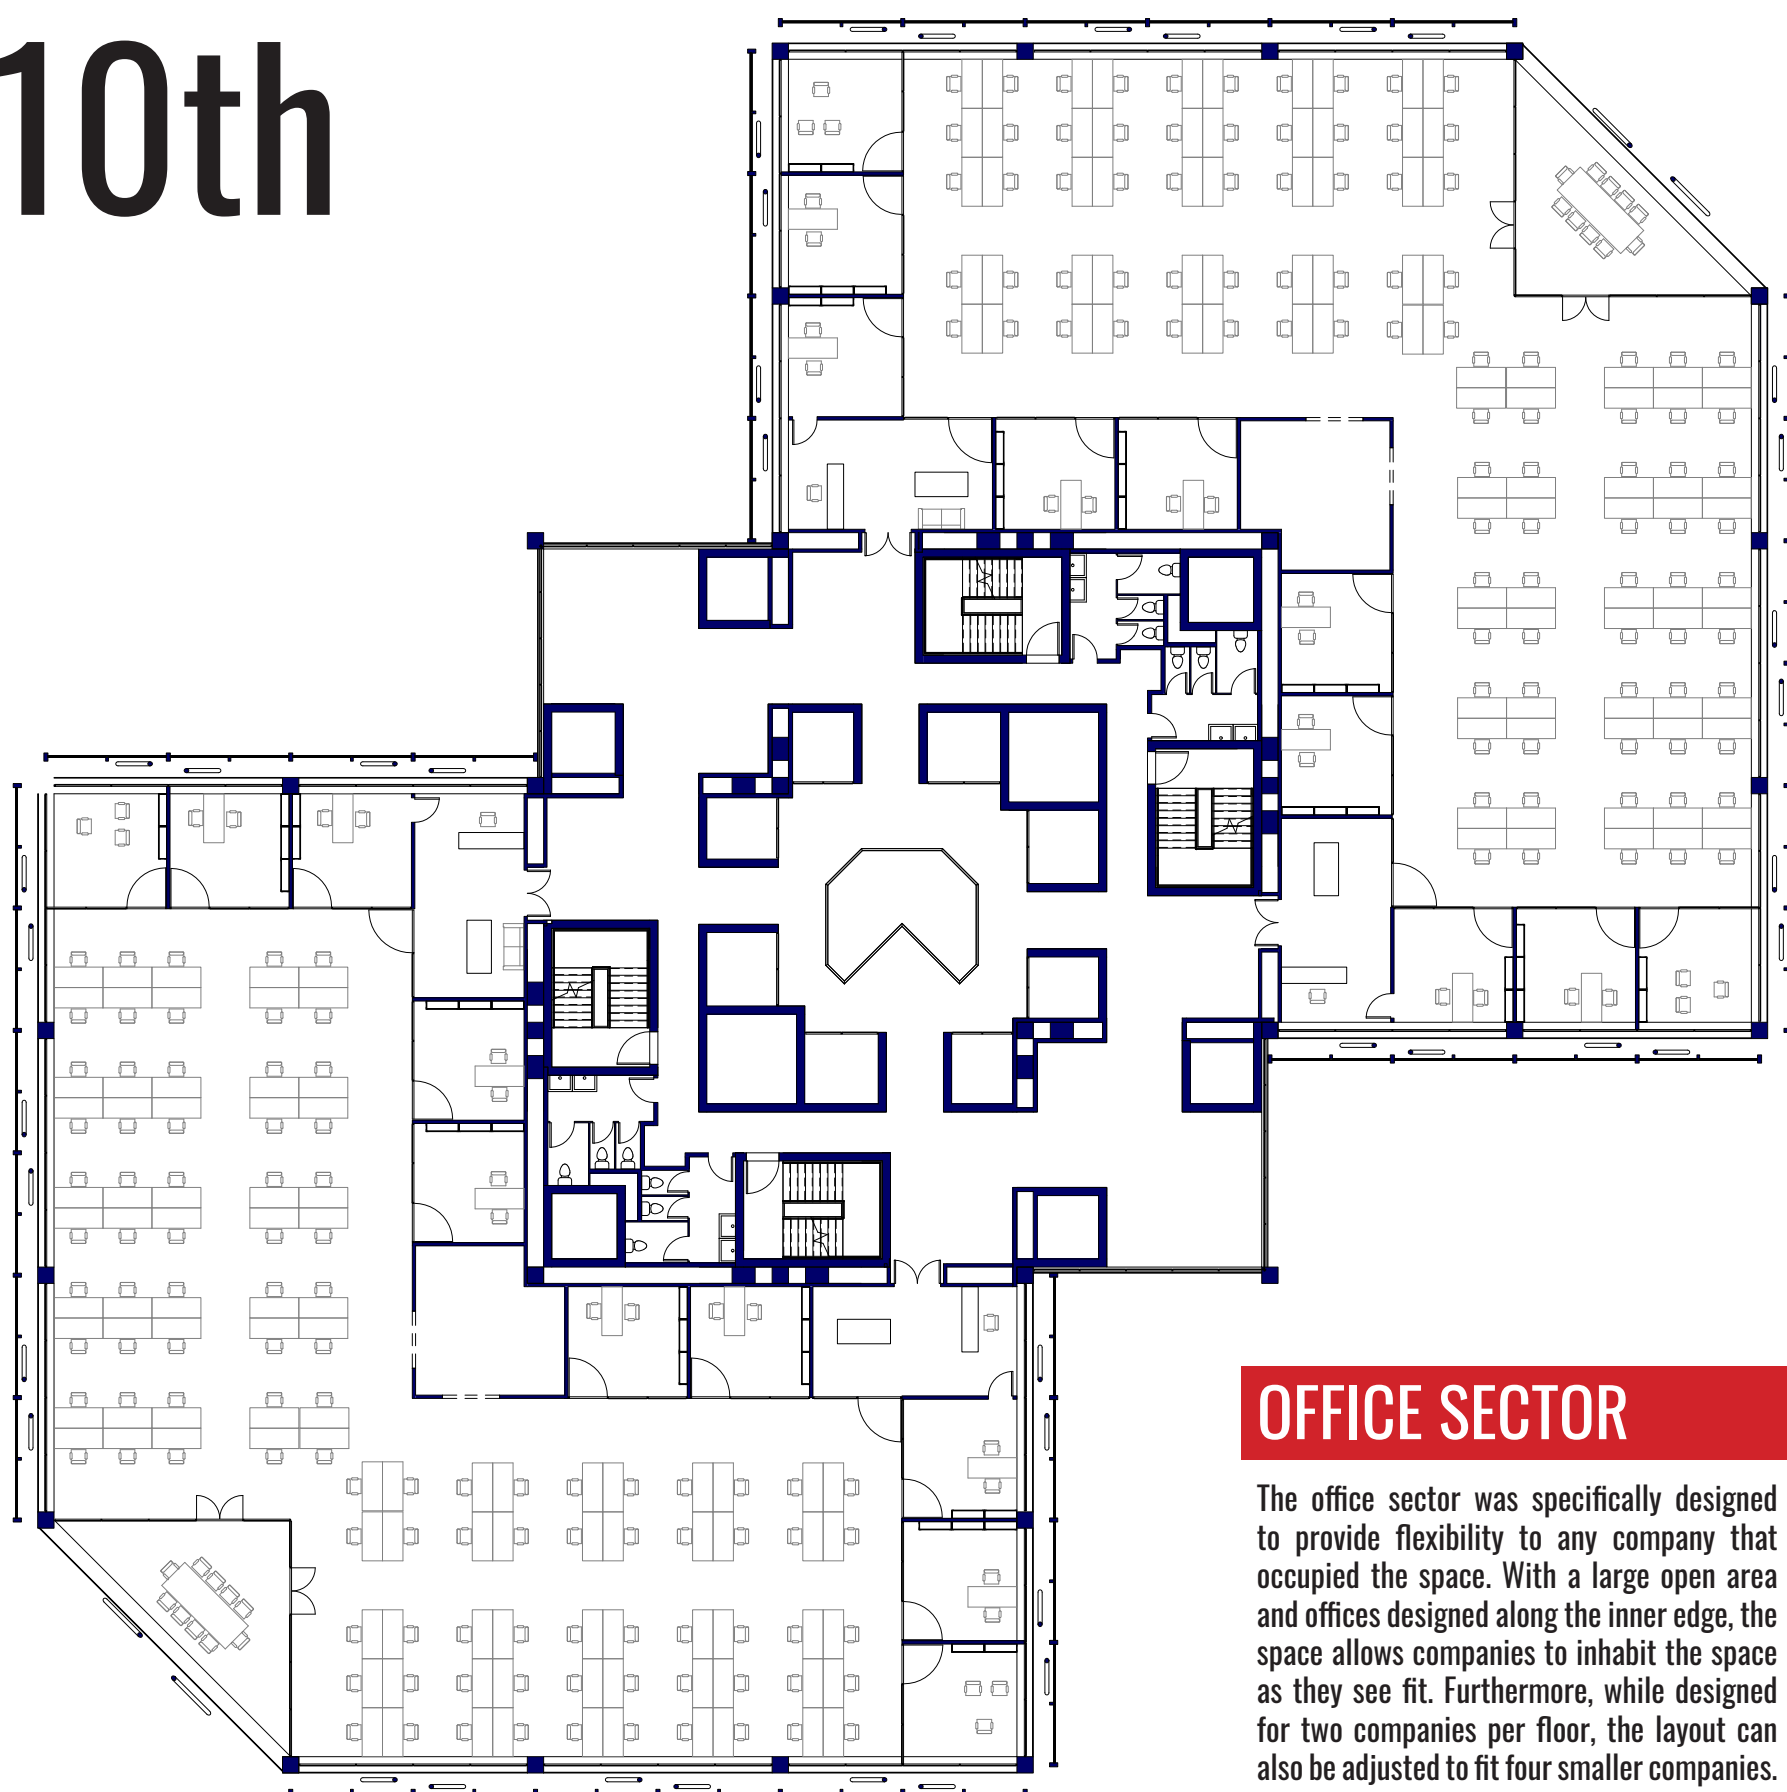 10th
OFFICE SECTOR
The office sector was specifically designed
to provide flexibility to any company that
occupied the space. With a large open area
and offices designed along the inner edge, the
space allows companies to inhabit the space
as they see fit. Furthermore, while designed
for two companies per floor, the layout can
also be adjusted to fit four smaller companies.